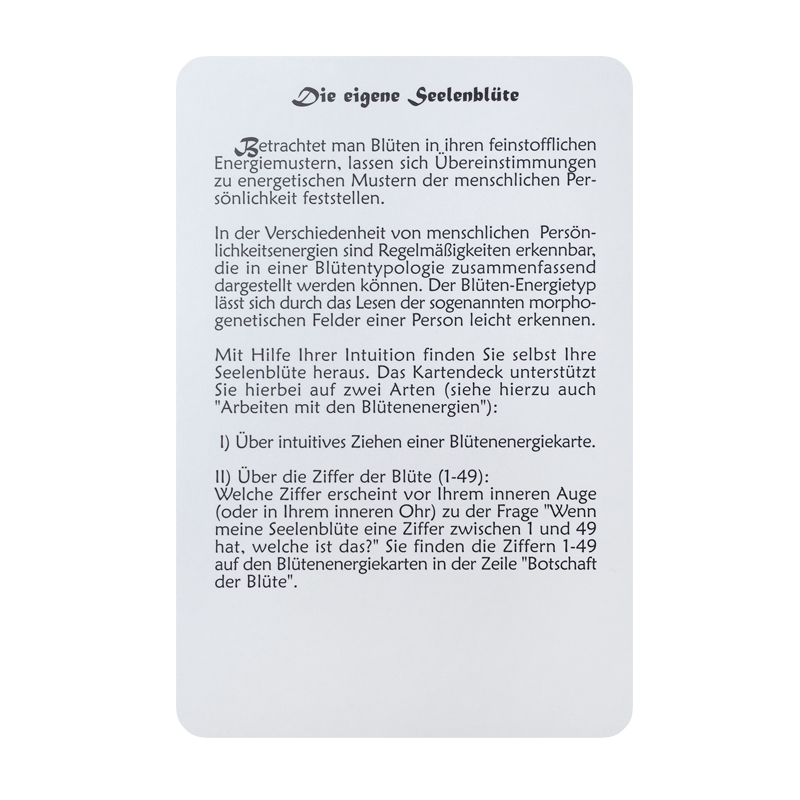 Die eigene Seelenblüte
Betrachtet man Blüten in ihren feinstofflichen
Energiemustern, lassen sich Übereinstimmungen
zu energetischen Mustern der menschlichen Per-
sönlichkeit feststellen.
In der Verschiedenheit von menschlichen Persön-
lichkeitsenergien sind Regelmäßigkeiten erkennbar,
die in einer Blütentypologie zusammenfassend
dargestellt werden können. Der Blüten-Energietyp
lässt sich durch das Lesen der sogenannten morpho-
genetischen Felder einer Person leicht erkennen.
Mit Hilfe Ihrer Intuition finden Sie selbst Ihre
Seelenblüte heraus. Das Kartendeck unterstützt
Sie hierbei auf zwei Arten (siehe hierzu auch
"Arbeiten mit den Blütenenergien"):
I) Über intuitives Ziehen einer Blütenenergiekarte.
II) Über die Ziffer der Blüte (1-49):
Welche Ziffer erscheint vor Ihrem inneren Auge
(oder in Ihrem inneren Ohr) zu der Frage "Wenn
meine Seelenblüte eine Ziffer zwischen 1 und 49
hat, welche ist das?" Sie finden die Ziffern 1-49
auf den Blütenenergiekarten in der Zeile "Botschaft
der Blüte".